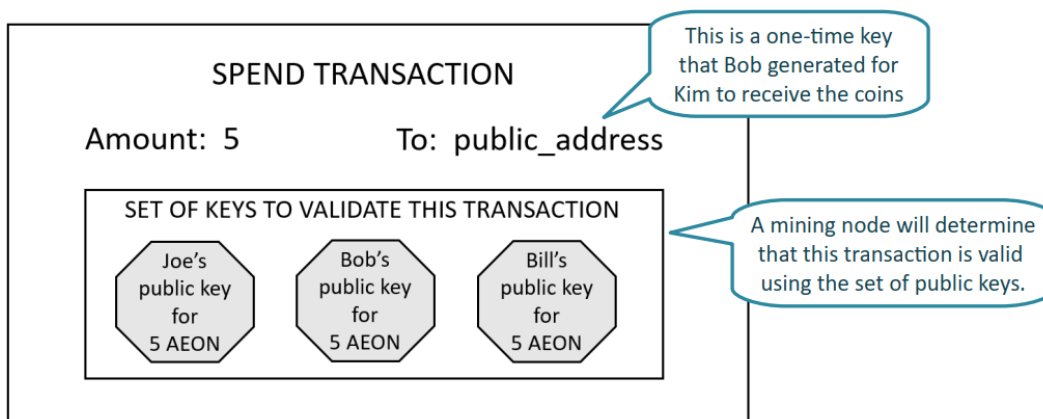 This is a one-time key
that Bob generated for
Kim to receive the coins
SPEND TRANSACTION
Amount: 5
To: public_address
SET OF KEYS TO VALIDATE THIS TRANSACTION
Joe's
public key
for
5 AEON
Bob's
public key
for
5 AEON
Bill's
public key
for
5 AEON
A mining node will determine
that this transaction is valid
using the set of public keys.